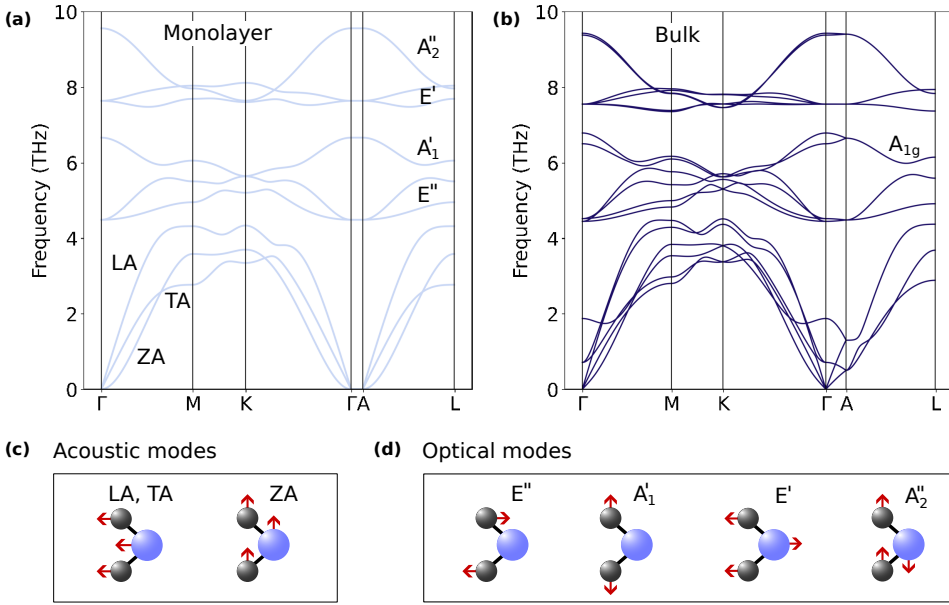 (a)
Monolayer
Frequency (THz)
10
8
6
4
2
0
A''₂
E'
A'₁
E''
LA
TA
ZA
Γ M K Γ A L
(b)
Bulk
Frequency (THz)
10
8
6
4
2
0
A₁g
Γ M K Γ A L
(c) Acoustic modes
LA, TA ZA
(d) Optical modes
E'' A'₁ E' A''₂